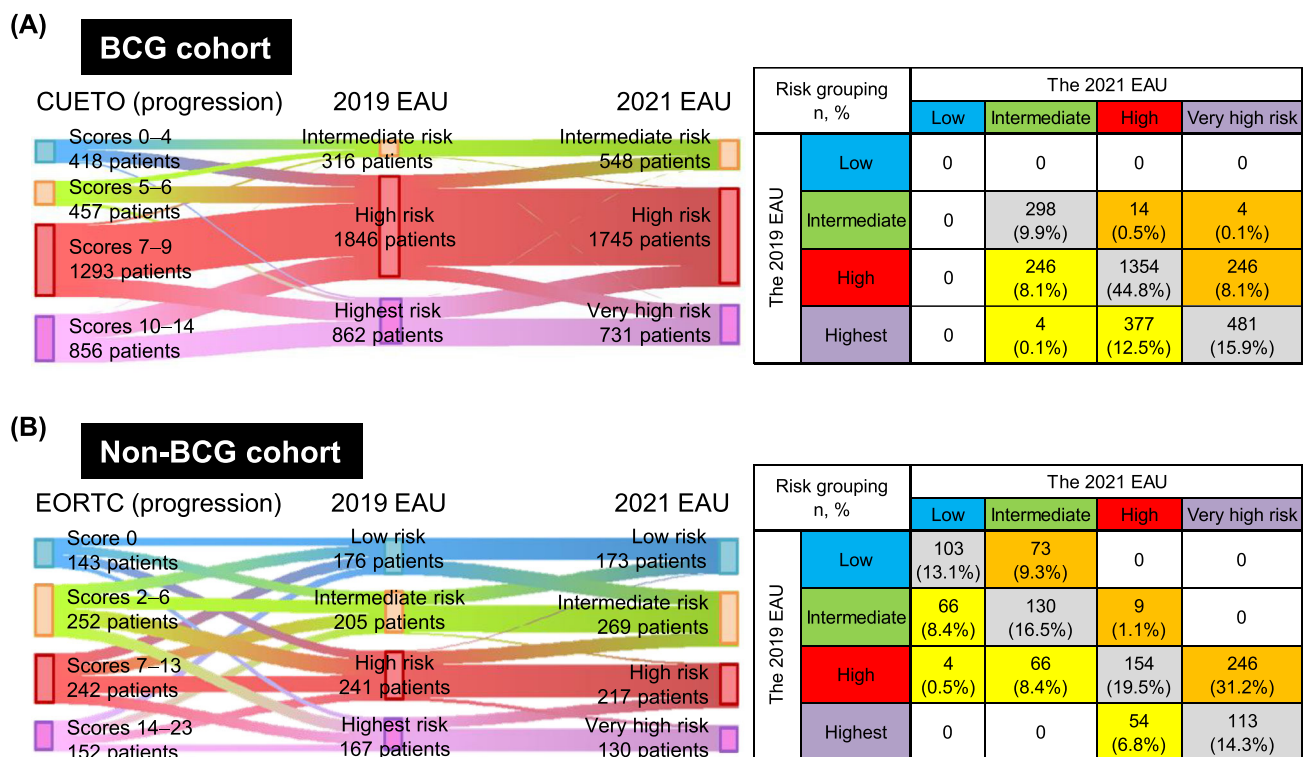 (A)
BCG cohort
CUETO (progression)
2019 EAU
2021 EAU
Scores 0–4
418 patients
Scores 5–6
457 patients
Scores 7–9
1293 patients
Scores 10–14
856 patients
Intermediate risk
316 patients
High risk
1846 patients
Highest risk
862 patients
Intermediate risk
548 patients
High risk
1745 patients
Very high risk
731 patients
Risk grouping
n, %
The 2021 EAU
Low Intermediate High Very high risk
The 2019 EAU
Low 0 0 0 0
Intermediate 0 298 (9.9%) 14 (0.5%) 4 (0.1%)
High 0 246 (8.1%) 1354 (44.8%) 246 (8.1%)
Highest 0 4 (0.1%) 377 (12.5%) 481 (15.9%)
(B)
Non-BCG cohort
EORTC (progression)
2019 EAU
2021 EAU
Score 0
143 patients
Scores 2–6
252 patients
Scores 7–13
242 patients
Scores 14–23
152 patients
Low risk
176 patients
Intermediate risk
205 patients
High risk
241 patients
Highest risk
167 patients
Low risk
173 patients
Intermediate risk
269 patients
High risk
217 patients
Very high risk
130 patients
Risk grouping
n, %
The 2021 EAU
Low Intermediate High Very high risk
The 2019 EAU
Low 103 (13.1%) 73 (9.3%) 0 0
Intermediate 66 (8.4%) 130 (16.5%) 9 (1.1%) 0
High 4 (0.5%) 66 (8.4%) 154 (19.5%) 246 (31.2%)
Highest 0 0 54 (6.8%) 113 (14.3%)